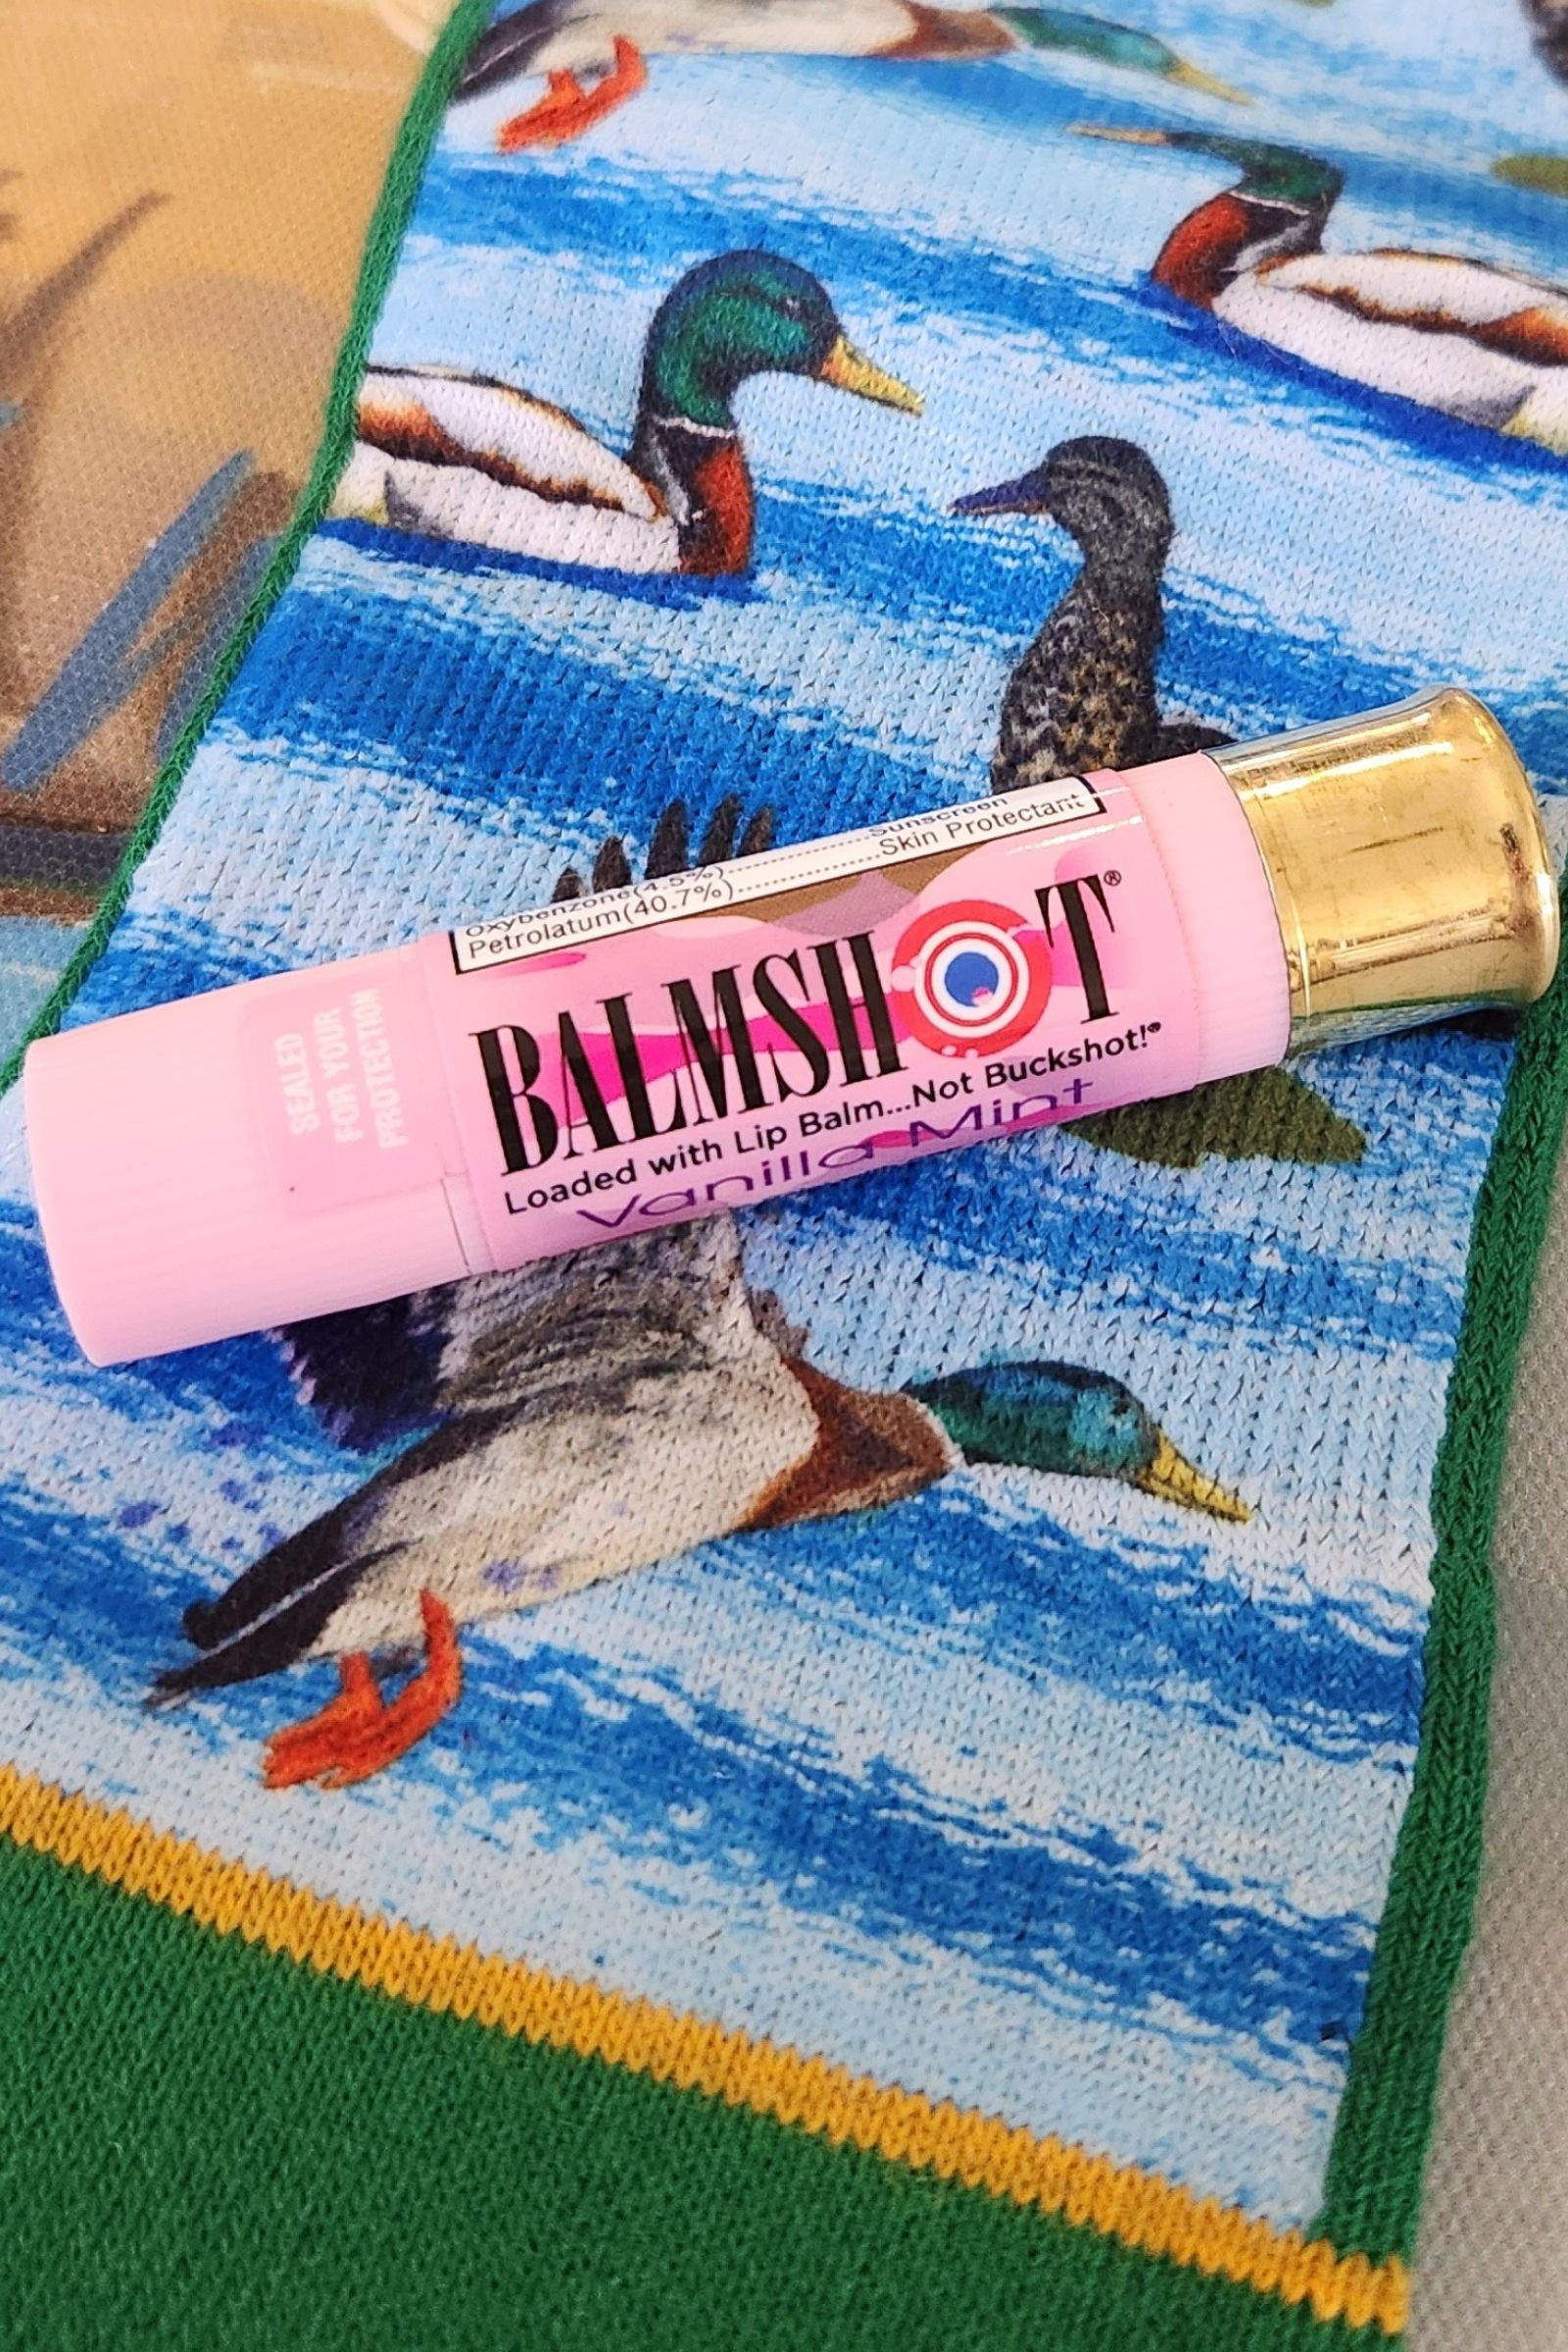 SEALED
FOR YOUR
PROTECTION
Oxybenzone(4.5%)....................Sunscreen
Petrolatum(40.7%)....................Skin Protectant
BALMSHOT®
Loaded with Lip Balm...Not Buckshot!®
Vanilla Mint